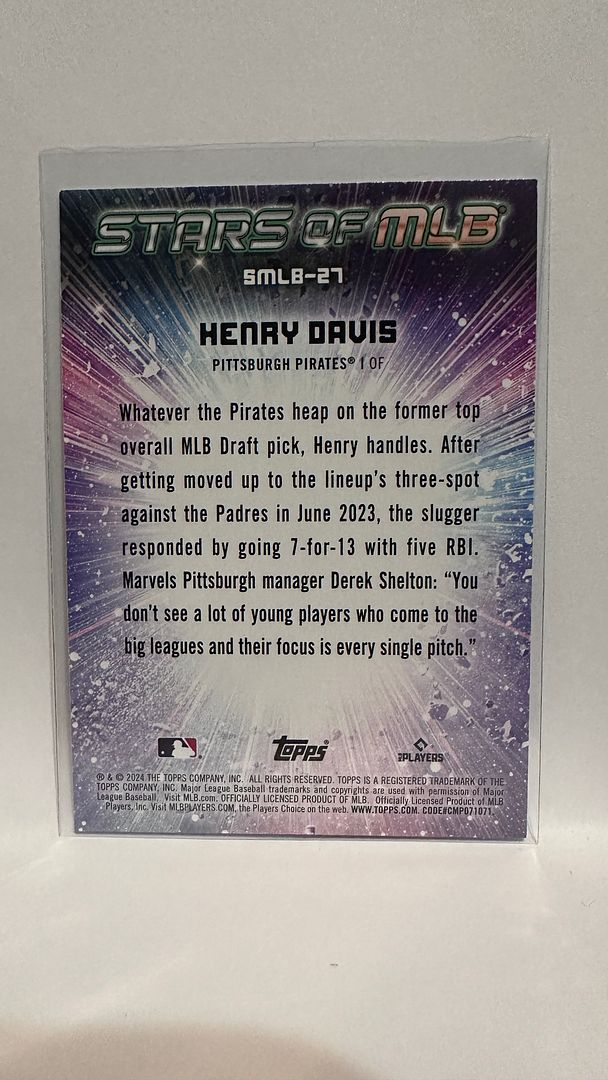 STARS OF MLB®
SMLB-27
HENRY DAVIS
PITTSBURGH PIRATES® 1 OF
Whatever the Pirates heap on the former top
overall MLB Draft pick, Henry handles. After
getting moved up to the lineup's three-spot
against the Padres in June 2023, the slugger
responded by going 7-for-13 with five RBI.
Marvels Pittsburgh manager Derek Shelton: “You
don't see a lot of young players who come to the
big leagues and their focus is every single pitch.”
topps®
PLAYERS
® & © 2024 THE TOPPS COMPANY, INC. ALL RIGHTS RESERVED. TOPPS IS A REGISTERED TRADEMARK OF THE
TOPPS COMPANY, INC. Major League Baseball trademarks and copyrights are used with permission of Major
League Baseball. Visit MLB.com. OFFICIALLY LICENSED PRODUCT OF MLB. Officially Licensed Product of MLB
Players, Inc. Visit MLBPLAYERS.COM, the Players Choice on the web. WWW.TOPPS.COM. CODE#CMP071071.